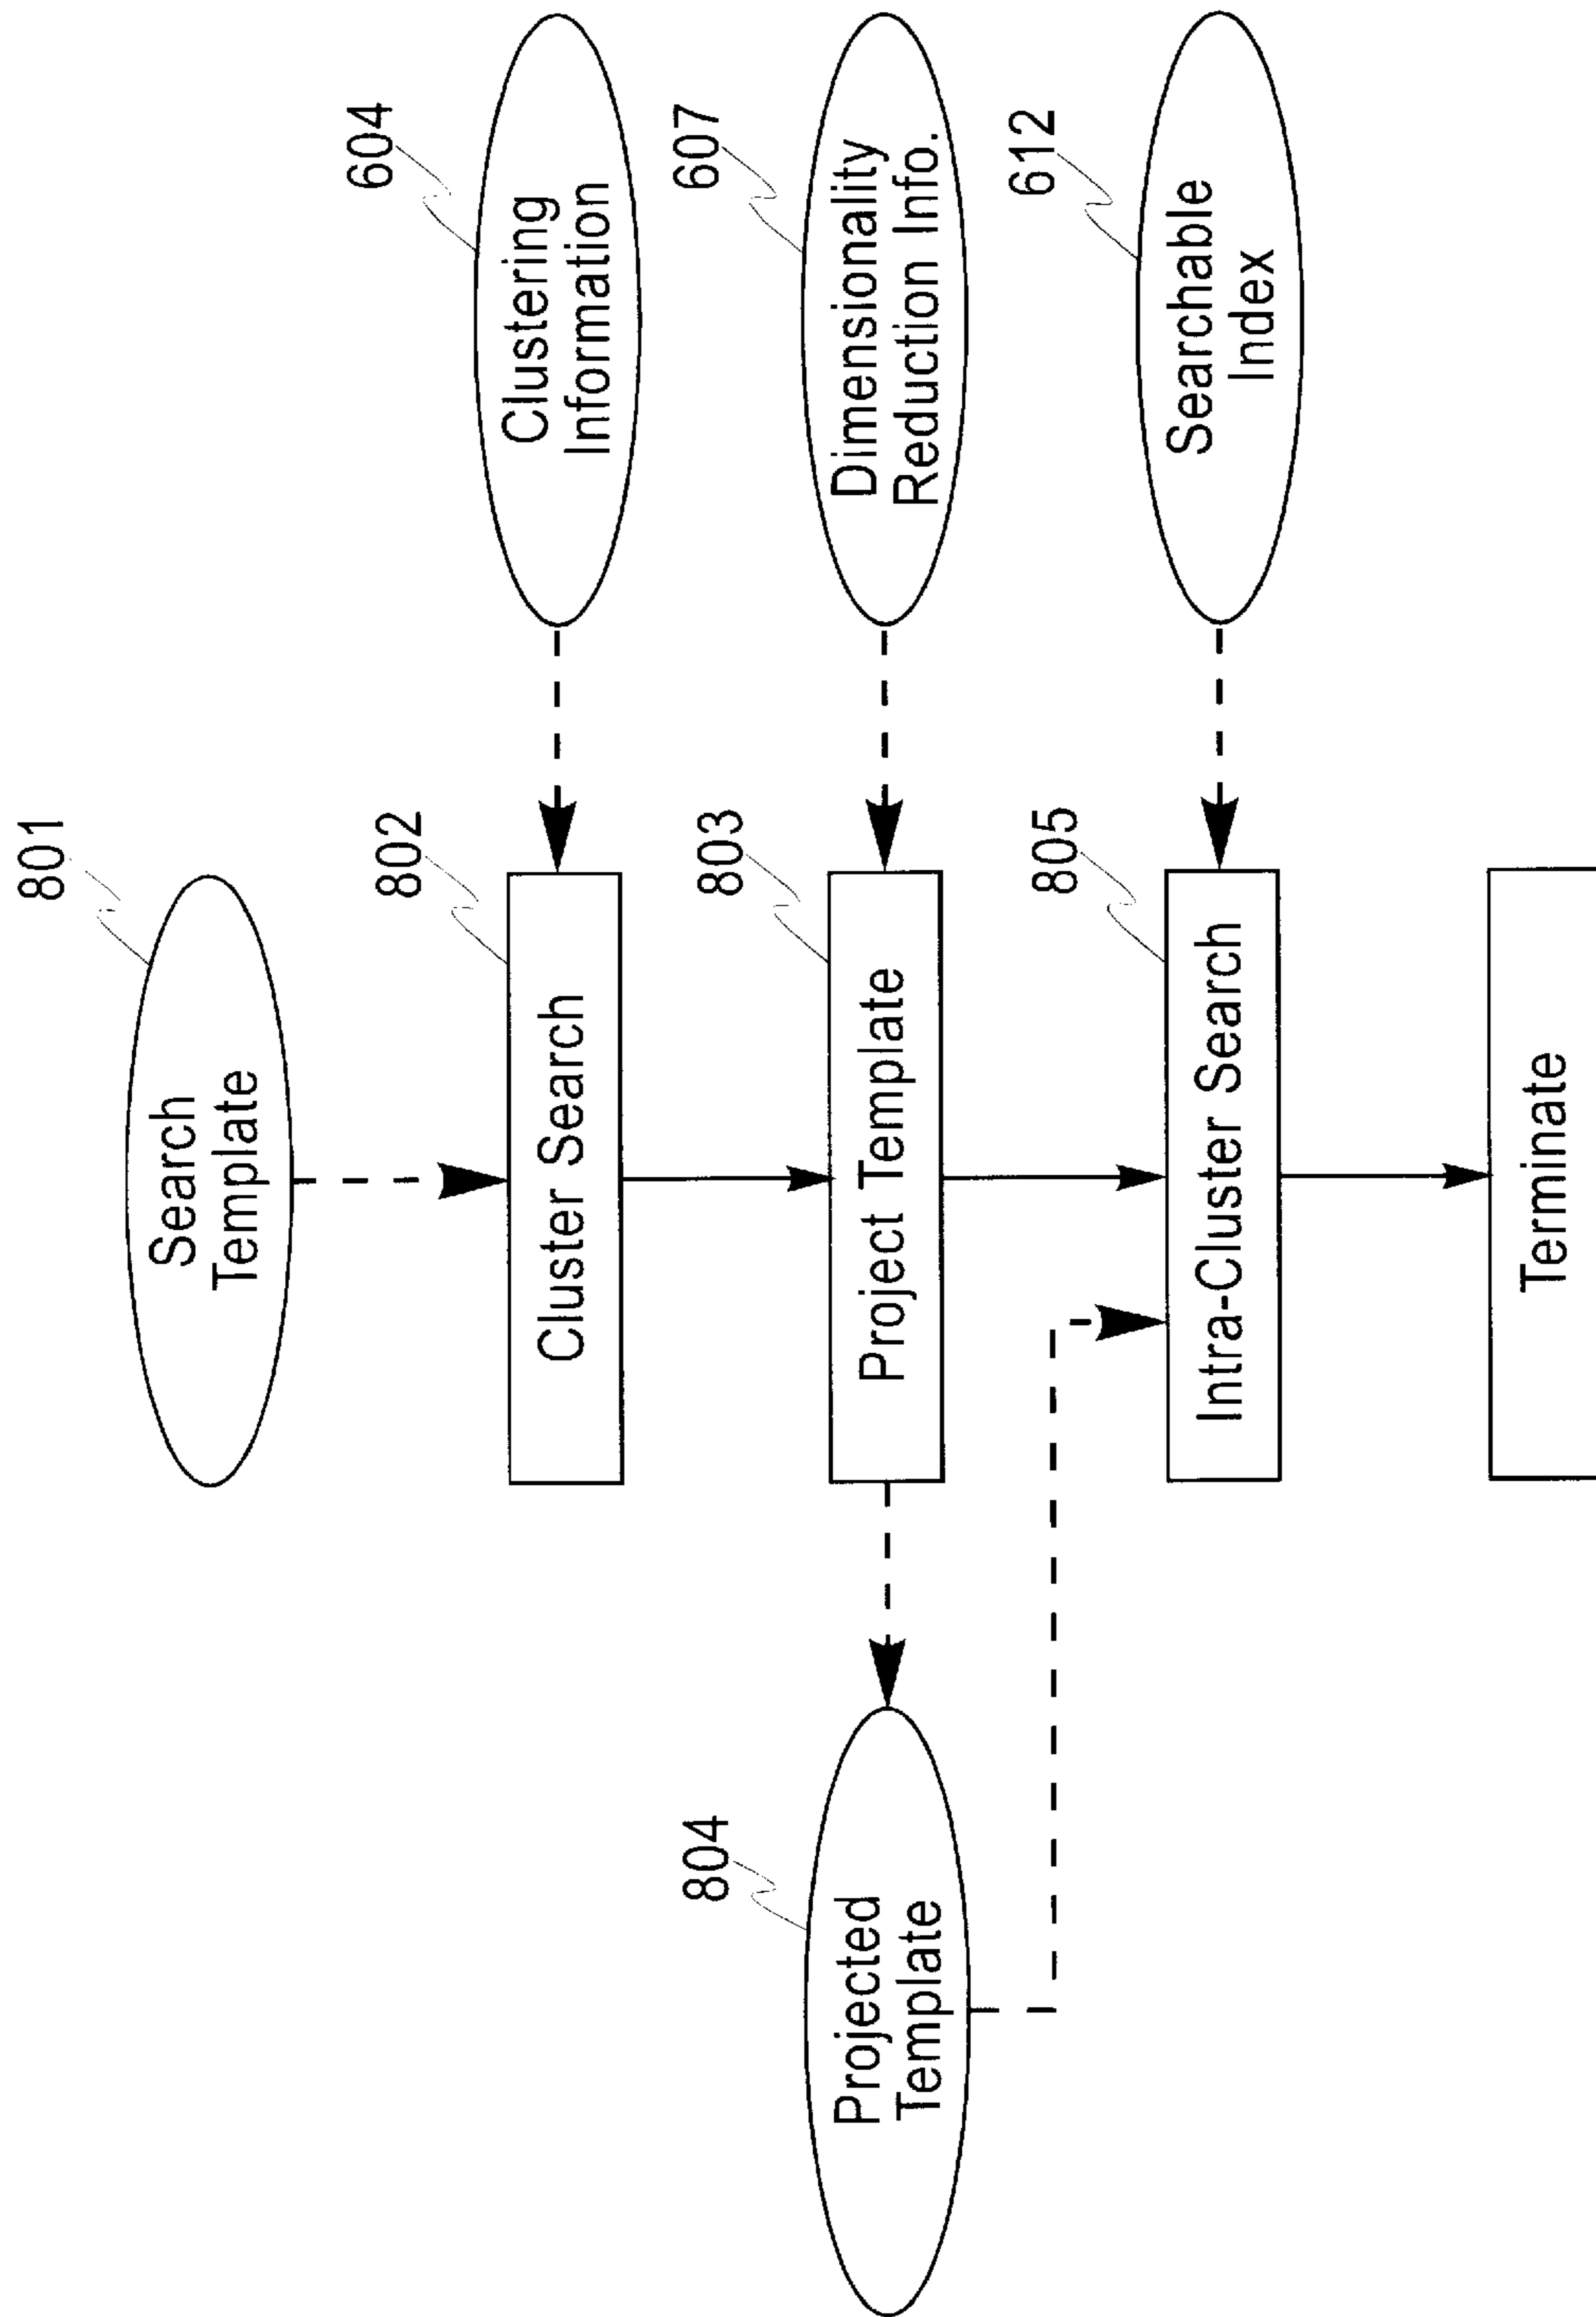 801
Search
Template
604
802
Cluster Search
Clustering
Information
607
803
Project Template
Dimensionality
Reduction Info.
804
Projected
Template
612
805
Intra-Cluster Search
Searchable
Index
Terminate